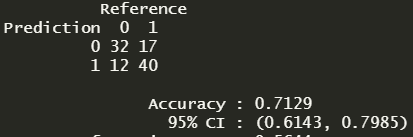 Reference
Prediction 0 1
0 32 17
1 12 40
Accuracy : 0.7129
95% CI : (0.6143, 0.7985)